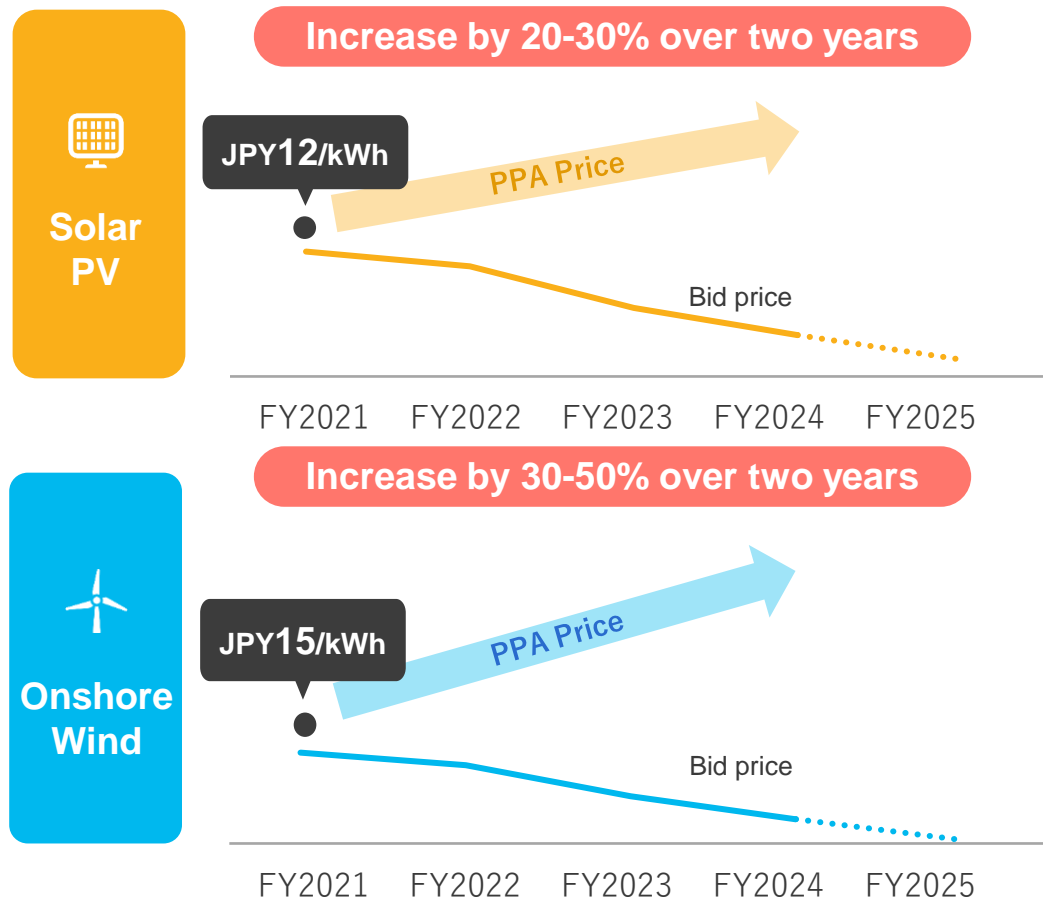 Increase by 20-30% over two years
Solar
PV
JPY12/kWh
PPA Price
Bid price
FY2021 FY2022 FY2023 FY2024 FY2025
Increase by 30-50% over two years
Onshore
Wind
JPY15/kWh
PPA Price
Bid price
FY2021 FY2022 FY2023 FY2024 FY2025